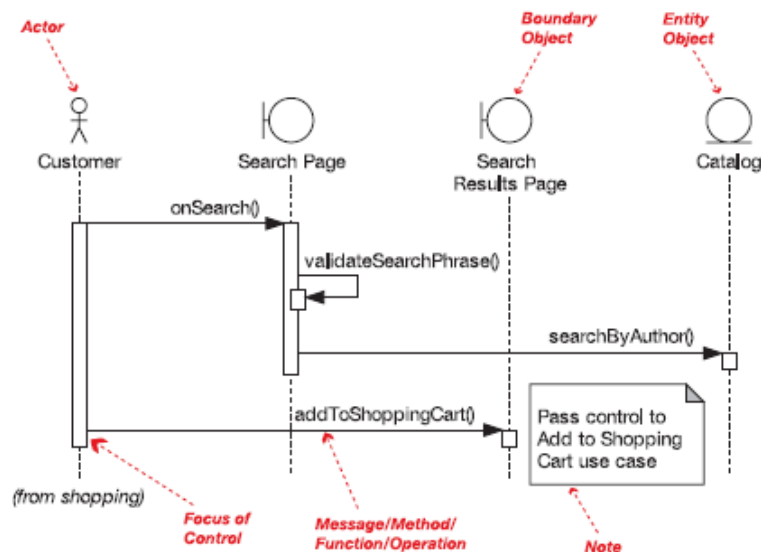 Actor
Boundary
Object
Entity
Object
Customer
Search Page
Search
Results Page
Catalog
onSearch()
validateSearchPhrase()
searchByAuthor()
addToShoppingCart()
Pass control to
Add to Shopping
Cart use case
(from shopping)
Focus of
Control
Message/Method/
Function/Operation
Note